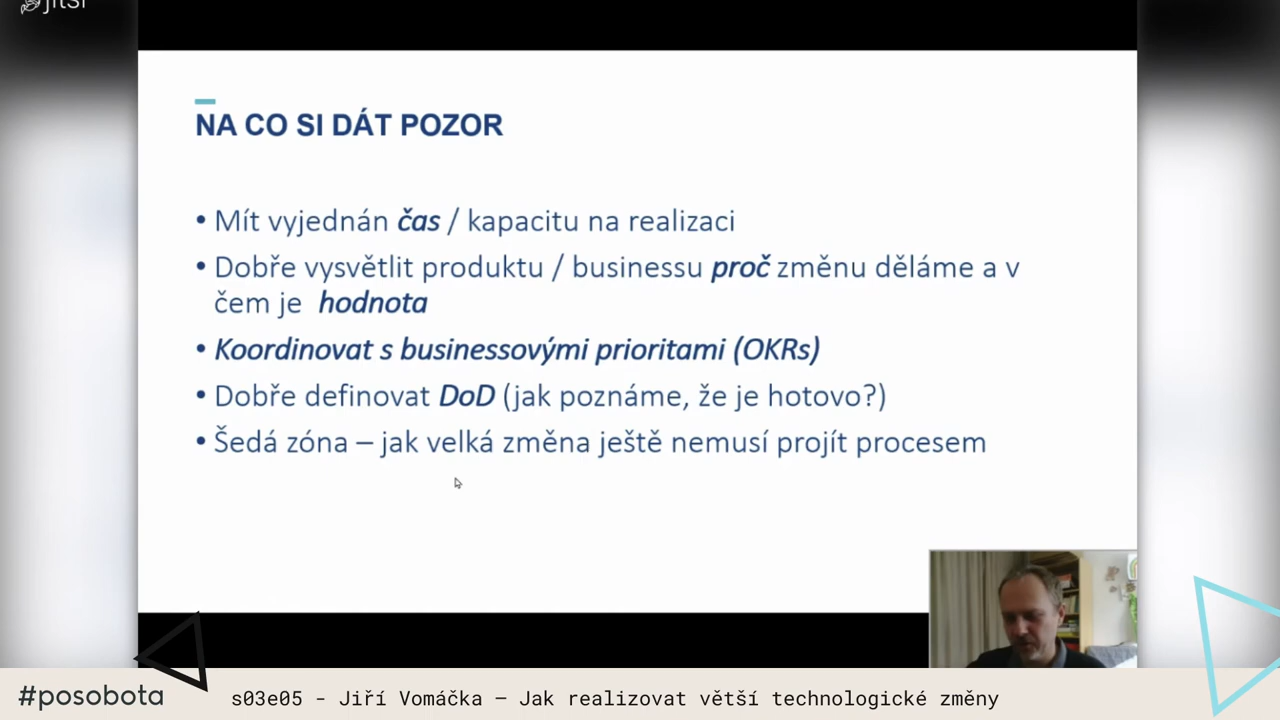 jitsi
NA CO SI DÁT POZOR
• Mít vyjednán čas / kapacitu na realizaci
• Dobře vysvětlit produktu / businessu proč změnu děláme a v
čem je hodnota
• Koordinovat s businessovými prioritami (OKRs)
• Dobře definovat DoD (jak poznáme, že je hotovo?)
• Šedá zóna – jak velká změna ještě nemusí projít procesem
#posobota
s03e05 - Jiří Vomáčka – Jak realizovat větší technologické změny